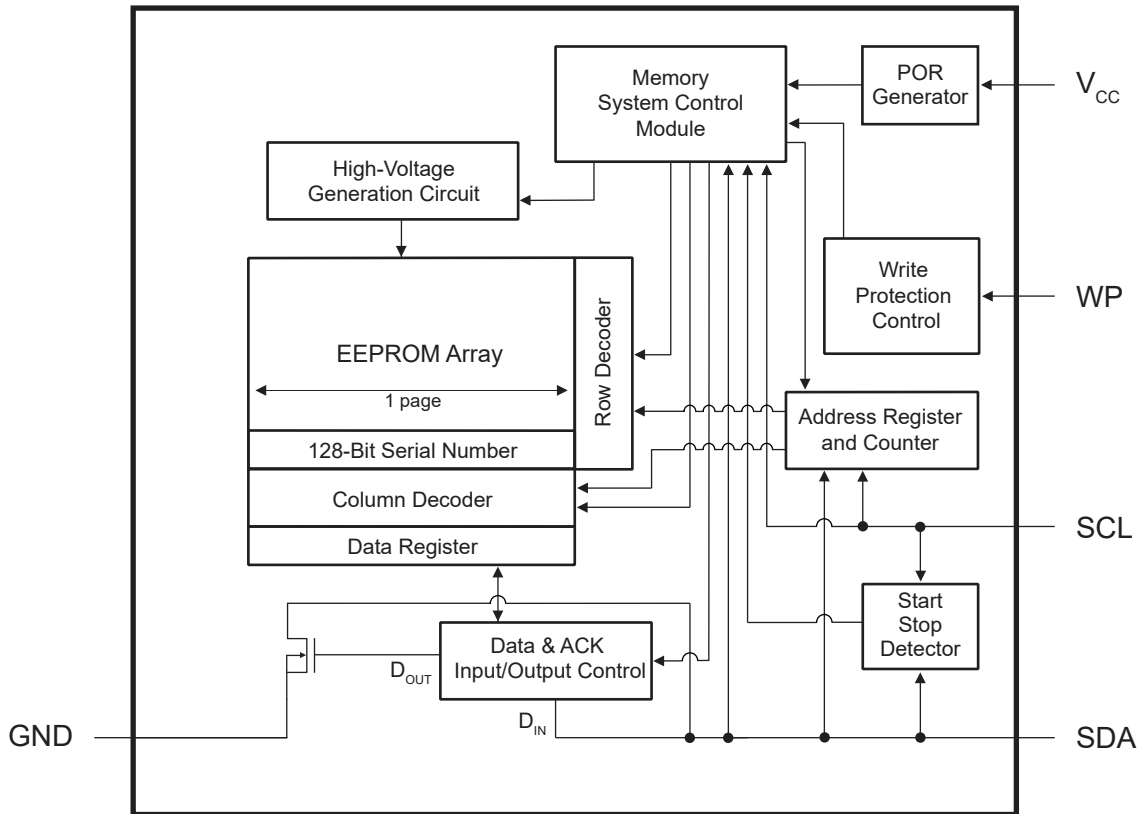 Memory
System Control
Module
POR
Generator
V_CC
High-Voltage
Generation Circuit
Write
Protection
Control
WP
EEPROM Array
1 page
Row Decoder
128-Bit Serial Number
Address Register
and Counter
Column Decoder
Data Register
SCL
Start
Stop
Detector
Data & ACK
Input/Output Control
D_OUT
D_IN
GND
SDA